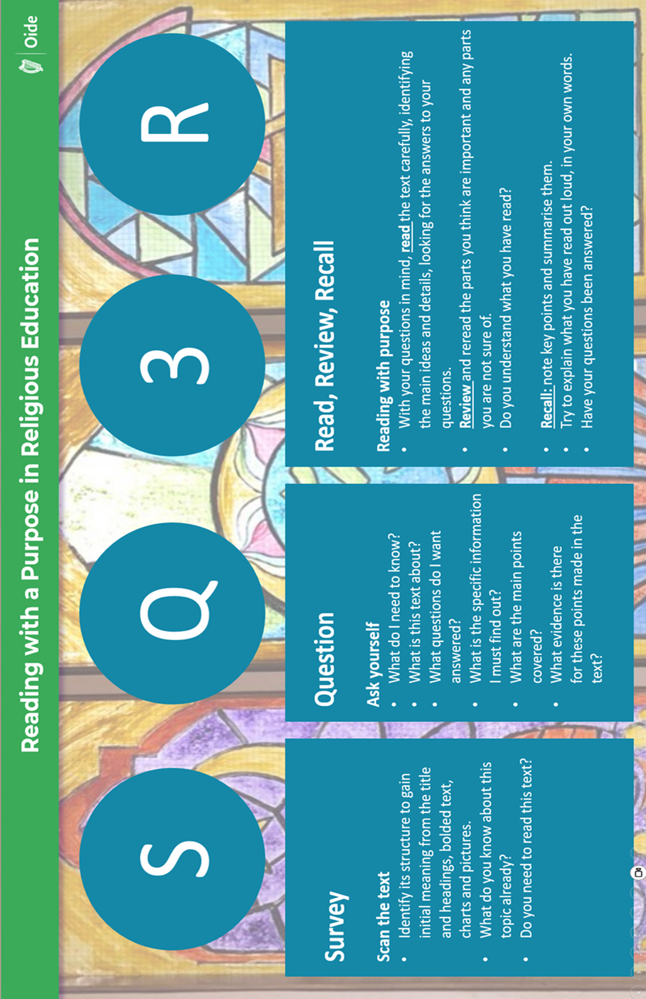 Reading with a Purpose in Religious Education
Oide
S
Q
3
R
Survey
Scan the text
• Identify its structure to gain
initial meaning from the title
and headings, bolded text,
charts and pictures.
• What do you know about this
topic already?
• Do you need to read this text?
Question
Ask yourself
• What do I need to know?
• What is this text about?
• What questions do I want
answered?
• What is the specific information
I must find out?
• What are the main points
covered?
• What evidence is there
for these points made in the
text?
Read, Review, Recall
Reading with purpose
• With your questions in mind, read the text carefully, identifying
the main ideas and details, looking for the answers to your
questions.
• Review and reread the parts you think are important and any parts
you are not sure of.
• Do you understand what you have read?
• Recall: note key points and summarise them.
• Try to explain what you have read out loud, in your own words.
• Have your questions been answered?